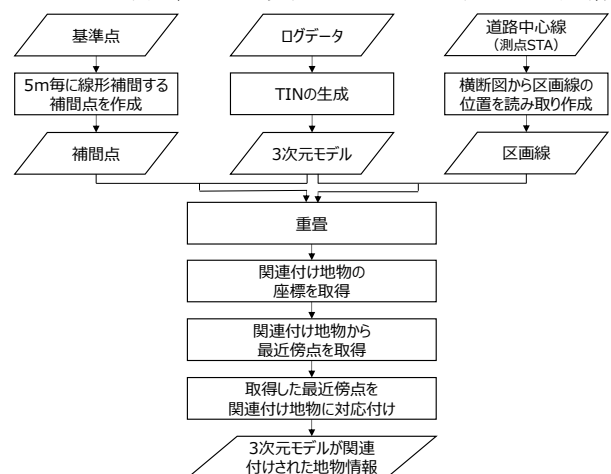 基準点
ログデータ
道路中心線
（測点STA）
5m毎に線形補間する
補間点を作成
TINの生成
横断図から区画線の
位置を読み取り作成
補間点
3次元モデル
区画線
重畳
関連付け地物の
座標を取得
関連付け地物から
最近傍点を取得
取得した最近傍点を
関連付け地物に対応付け
3次元モデルが関連
付けされた地物情報